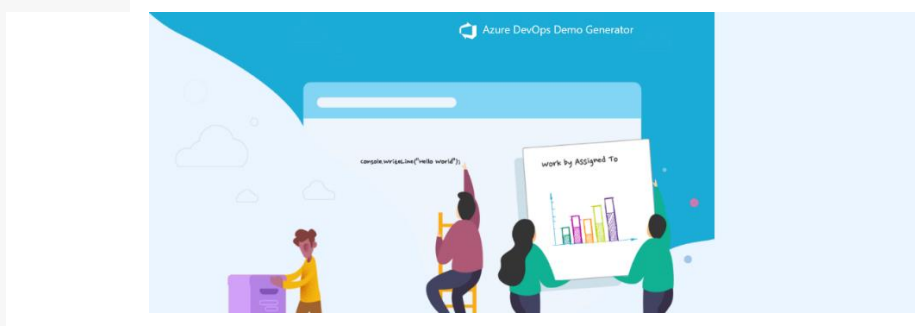 Azure DevOps Demo Generator
console.writeLine("Hello World");
Work by Assigned To